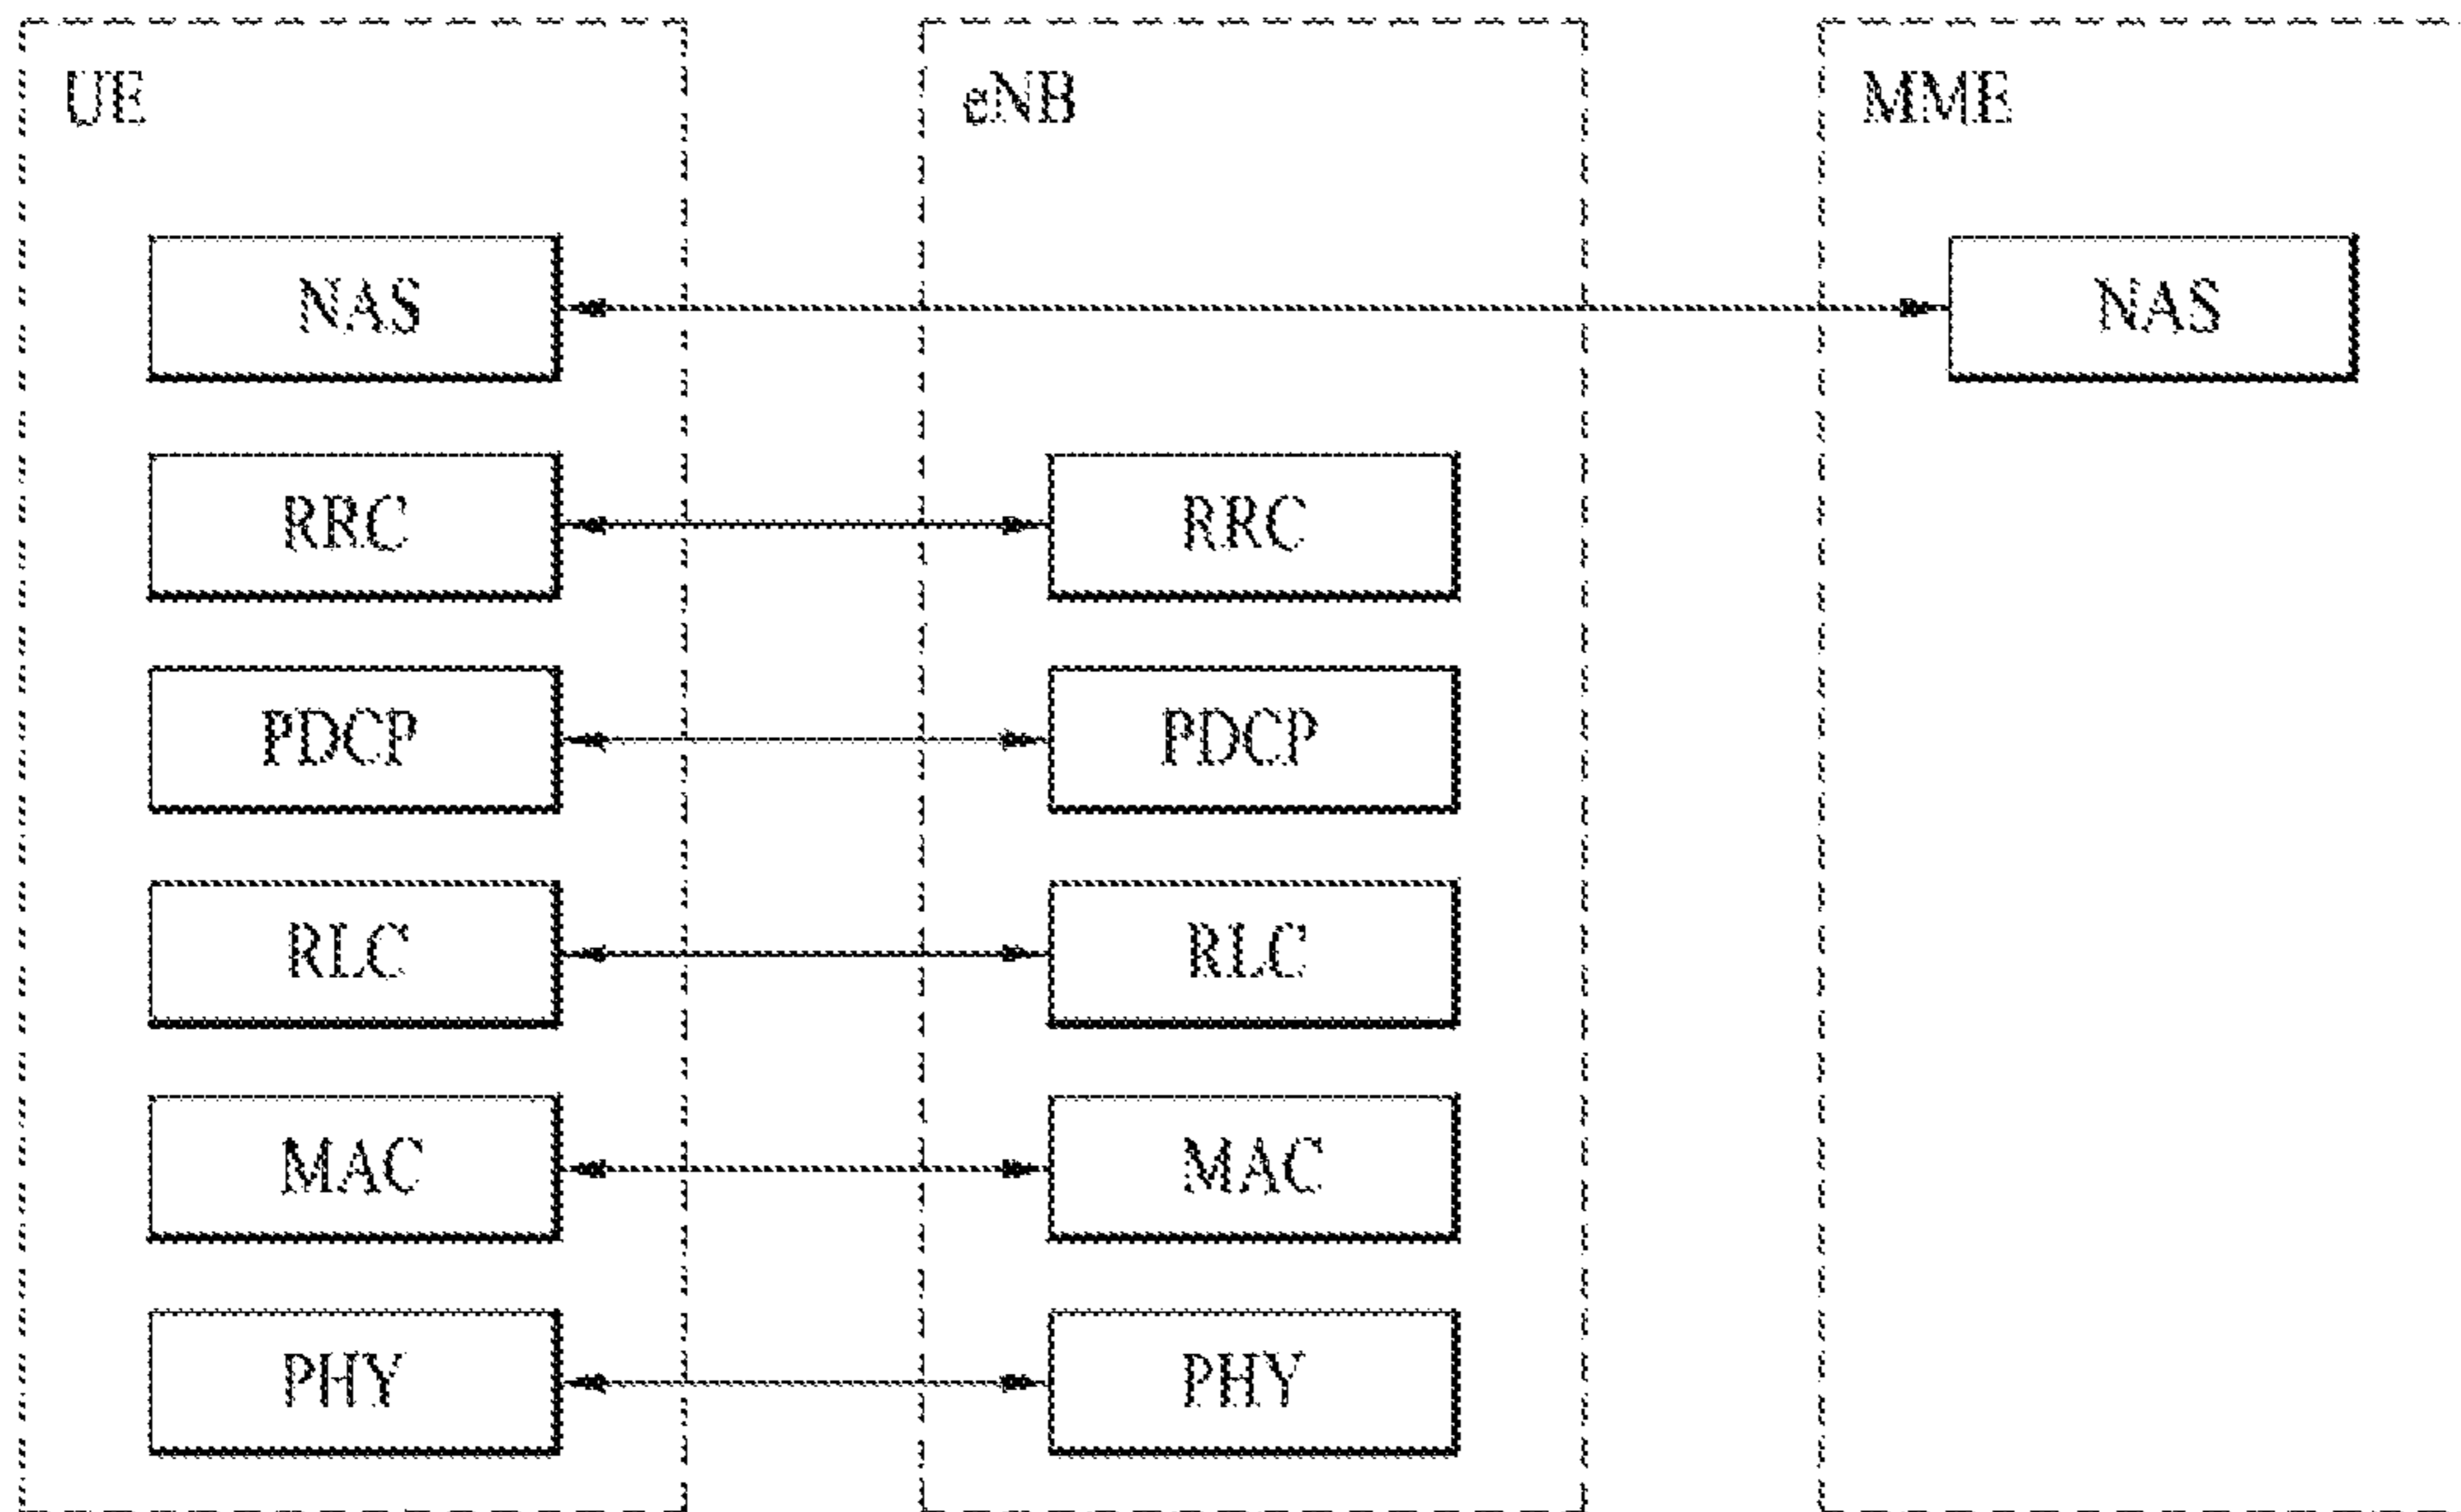 UE
eNB
MME
NAS
NAS
RRC
RRC
PDCP
PDCP
RLC
RLC
MAC
MAC
PHY
PHY